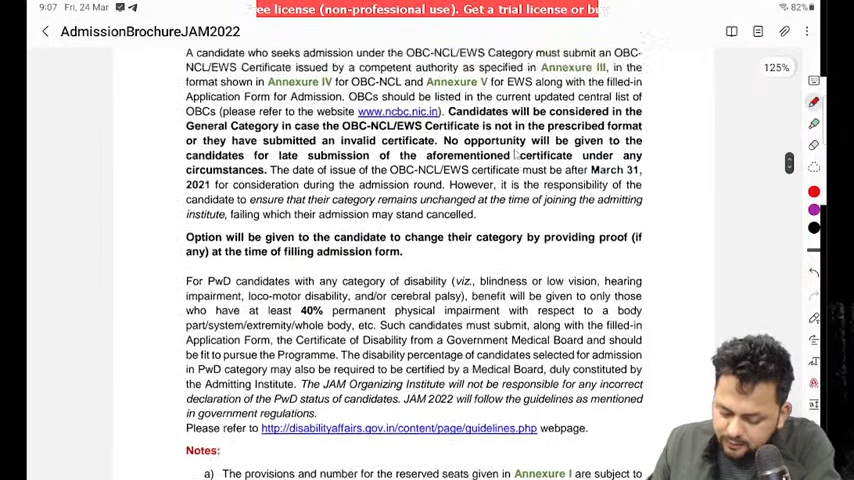 9:07 Fri, 24 Mar
82%
ee license (non-professional use). Get a trial license or bu
AdmissionBrochureJAM2022
125%
A candidate who seeks admission under the OBC-NCL/EWS Category must submit an OBC-
NCL/EWS Certificate issued by a competent authority as specified in Annexure III, in the
format shown in Annexure IV for OBC-NCL and Annexure V for EWS along with the filled-in
Application Form for Admission. OBCs should be listed in the current updated central list of
OBCs (please refer to the website www.ncbc.nic.in). Candidates will be considered in the
General Category in case the OBC-NCL/EWS Certificate is not in the prescribed format
or they have submitted an invalid certificate. No opportunity will be given to the
candidates for late submission of the aforementioned certificate under any
circumstances. The date of issue of the OBC-NCL/EWS certificate must be after March 31,
2021 for consideration during the admission round. However, it is the responsibility of the
candidate to ensure that their category remains unchanged at the time of joining the admitting
institute, failing which their admission may stand cancelled.
Option will be given to the candidate to change their category by providing proof (if
any) at the time of filling admission form.
For PwD candidates with any category of disability (viz., blindness or low vision, hearing
impairment, loco-motor disability, and/or cerebral palsy), benefit will be given to only those
who have at least 40% permanent physical impairment with respect to a body
part/system/extremity/whole body, etc. Such candidates must submit, along with the filled-in
Application Form, the Certificate of Disability from a Government Medical Board and should
be fit to pursue the Programme. The disability percentage of candidates selected for admission
in PwD category may also be required to be certified by a Medical Board, duly constituted by
the Admitting Institute. The JAM Organizing Institute will not be responsible for any incorrect
declaration of the PwD status of candidates. JAM 2022 will follow the guidelines as mentioned
in government regulations.
Please refer to http://disabilityaffairs.gov.in/content/page/guidelines.php webpage.
Notes:
a) The provisions and number for the reserved seats given in Annexure I are subject to